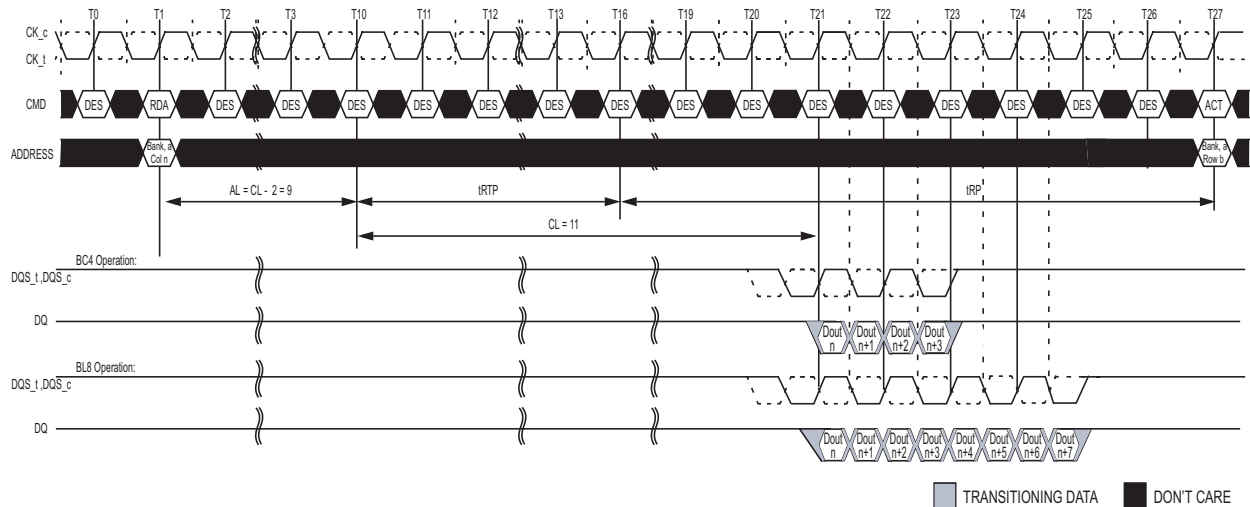 T0 T1 T2 T3 T10 T11 T12 T13 T16 T19 T20 T21 T22 T23 T24 T25 T26 T27
CK_c
CK_t
CMD DES RDA DES DES DES DES DES DES DES DES DES DES DES DES DES DES DES ACT
ADDRESS Bank, a Bank, a
Col n Row b
AL = CL - 2 = 9 tRTP tRP
CL = 11
BC4 Operation:
DQS_t ,DQS_c
DQ Dout Dout Dout Dout
n n+1 n+2 n+3
BL8 Operation:
DQS_t ,DQS_c
DQ Dout Dout Dout Dout Dout Dout Dout Dout
n n+1 n+2 n+3 n+4 n+5 n+6 n+7
TRANSITIONING DATA DON'T CARE